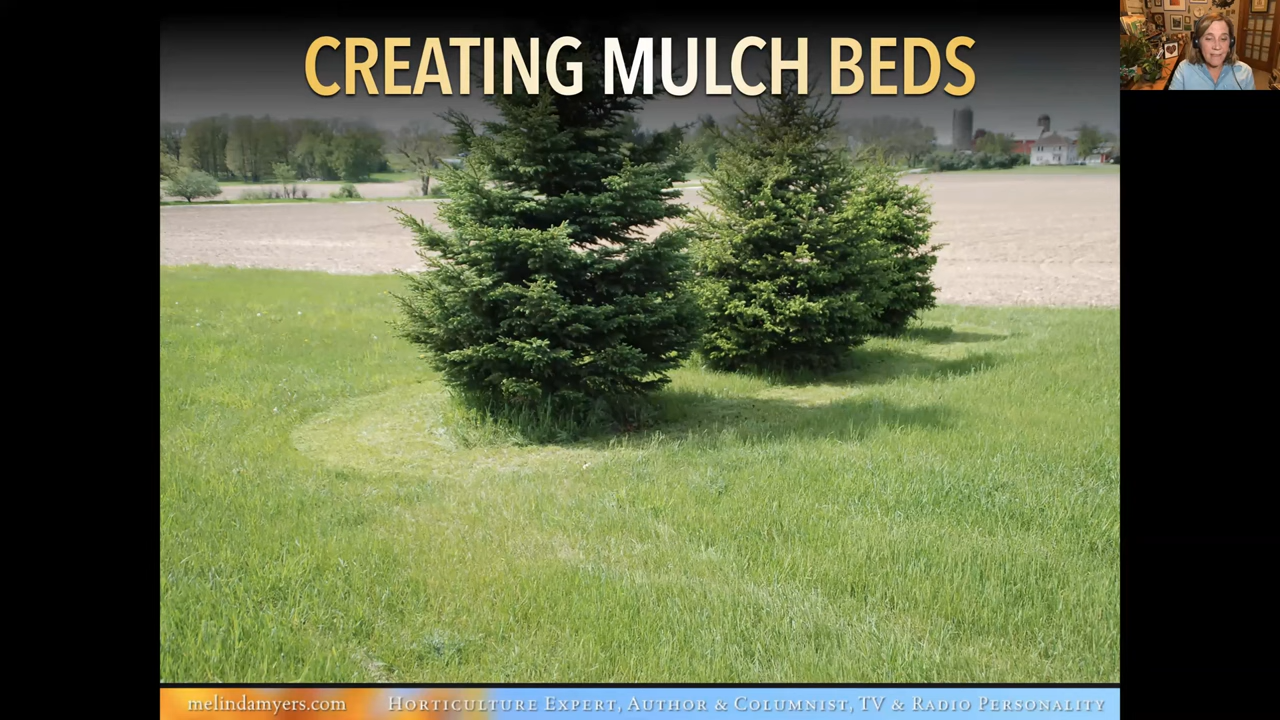 CREATING MULCH BEDS
melindamyers.com HORTICULTURE EXPERT, AUTHOR & COLUMNIST, TV & RADIO PERSONALITY